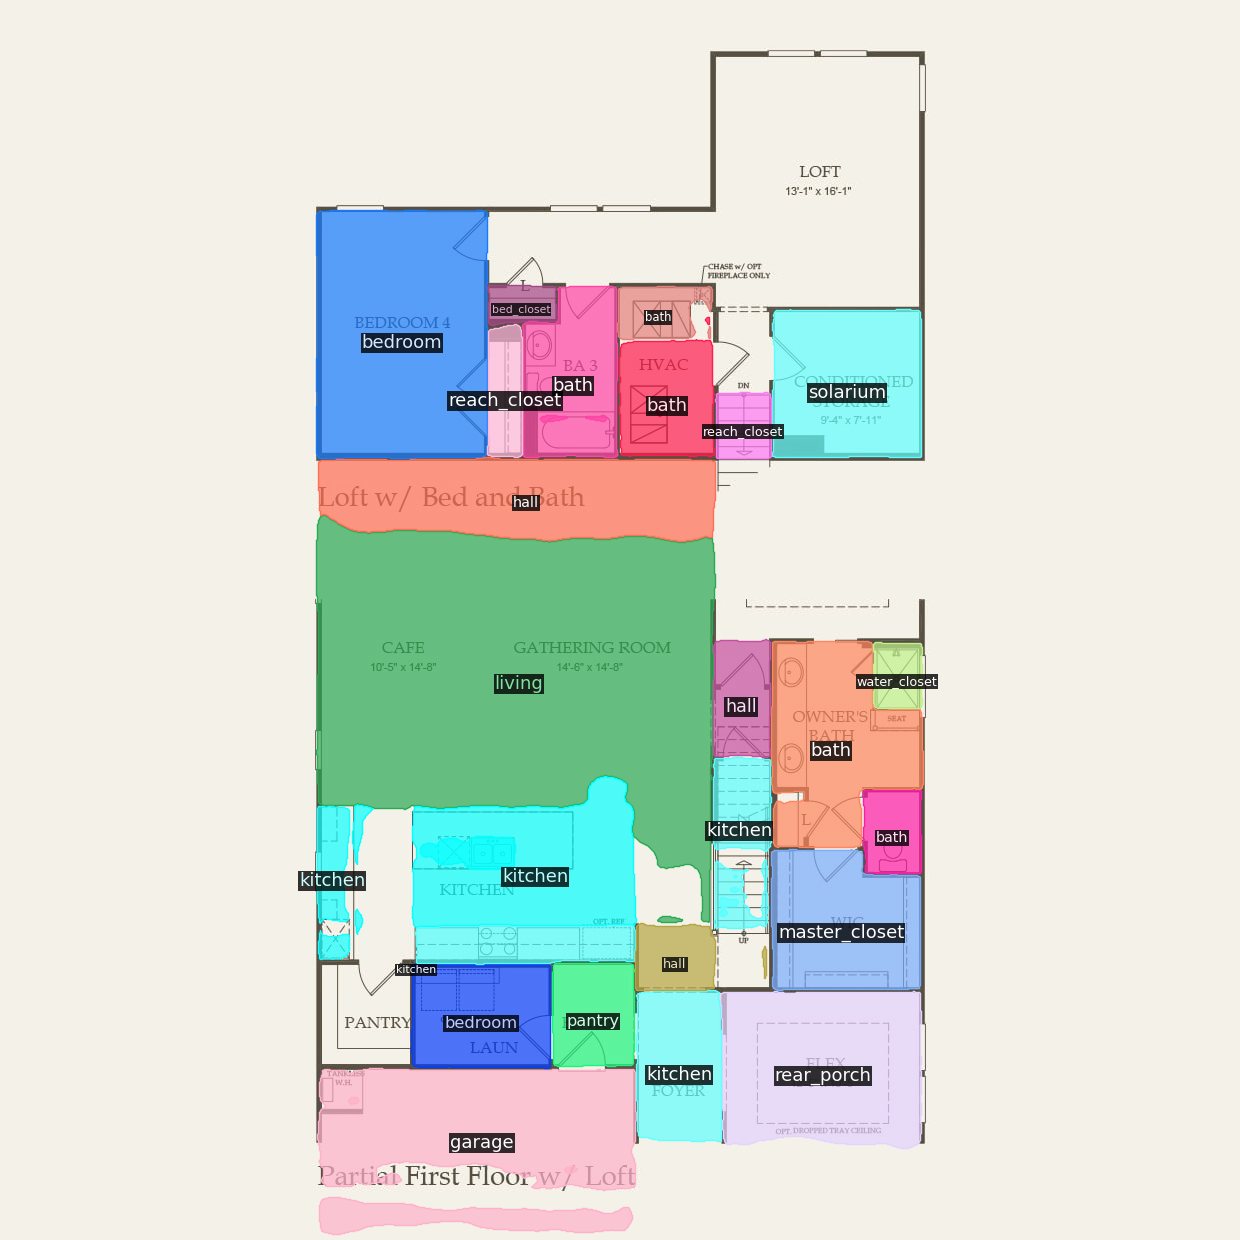 LOFT
13'-1" x 16'-1"
CHASE w/ OPT
FIREPLACE ONLY
L
bed_closet
bath
BEDROOM 4
bedroom
BA 3
bath
HVAC
bath
reach_closet
DN
reach_closet
CONDITIONED
STORAGE
solarium
9'-4" x 7'-11"
Loft w/ Bed and Bath
hall
CAFE
10'-5" x 14'-8"
GATHERING ROOM
14'-6" x 14'-8"
living
hall
water_closet
OWNER'S
BATH
SEAT
bath
kitchen
L
bath
kitchen
kitchen
KITCHEN
OPT. REF.
UP
WIC
master_closet
hall
kitchen
PANTRY
bedroom
LAUN
pantry
kitchen
FOYER
FLEX
rear_porch
OPT. DROPPED TRAY CEILING
TANKLESS
W.H.
garage
Partial First Floor w/ Loft